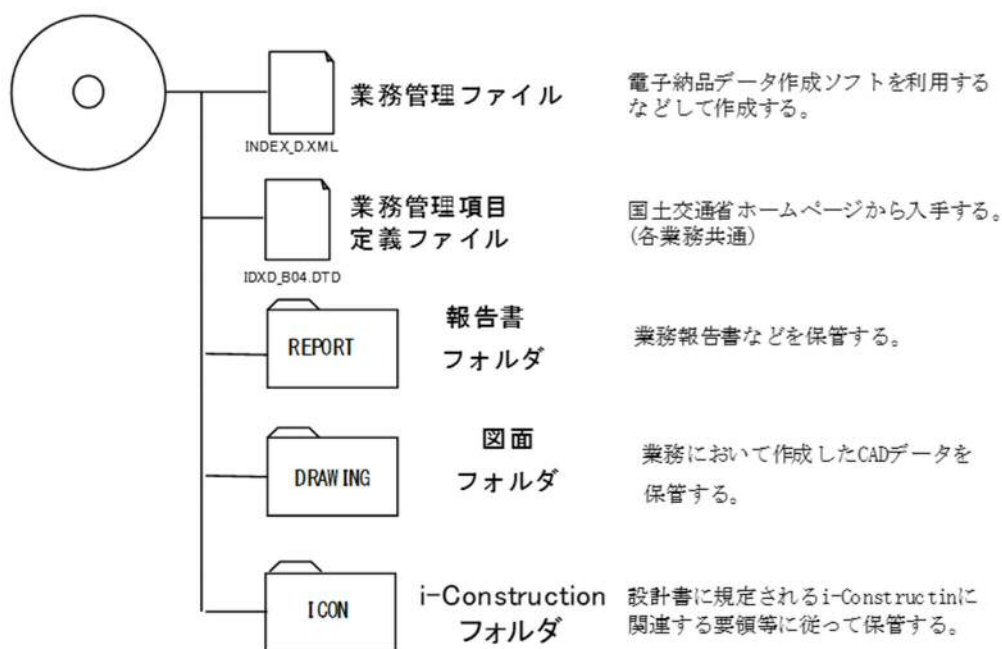 業務管理ファイル
電子納品データ作成ソフトを利用する
などして作成する。
INDEX_D.XML
業務管理項目
定義ファイル
国土交通省ホームページから入手する。
(各業務共通)
IDXD_B04.DTD
REPORT
報告書
フォルダ
業務報告書などを保管する。
DRAWING
図面
フォルダ
業務において作成したCADデータを
保管する。
ICON
i-Construction
フォルダ
設計書に規定されるi-Constructinに
関連する要領等に従って保管する。